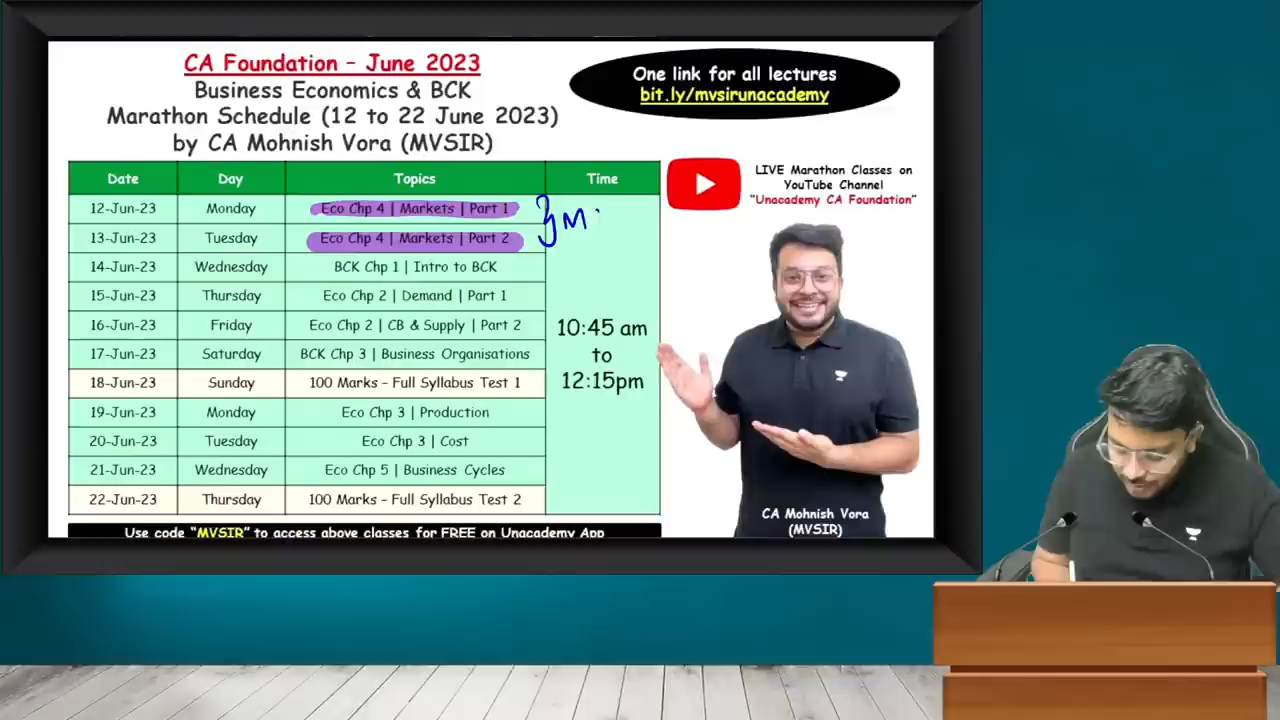 CA Foundation – June 2023
Business Economics & BCK
Marathon Schedule (12 to 22 June 2023)
by CA Mohnish Vora (MVSIR)
One link for all lectures
bit.ly/mvsirunacademy
Date Day Topics Time
12-Jun-23 Monday Eco Chp 4 | Markets | Part 1
13-Jun-23 Tuesday Eco Chp 4 | Markets | Part 2
14-Jun-23 Wednesday BCK Chp 1 | Intro to BCK
15-Jun-23 Thursday Eco Chp 2 | Demand | Part 1
16-Jun-23 Friday Eco Chp 2 | CB & Supply | Part 2
17-Jun-23 Saturday BCK Chp 3 | Business Organisations
18-Jun-23 Sunday 100 Marks - Full Syllabus Test 1
19-Jun-23 Monday Eco Chp 3 | Production
20-Jun-23 Tuesday Eco Chp 3 | Cost
21-Jun-23 Wednesday Eco Chp 5 | Business Cycles
22-Jun-23 Thursday 100 Marks - Full Syllabus Test 2
10:45 am
to
12:15pm
Use code "MVSIR" to access above classes for FREE on Unacademy App
LIVE Marathon Classes on
YouTube Channel
"Unacademy CA Foundation"
CA Mohnish Vora
(MVSIR)